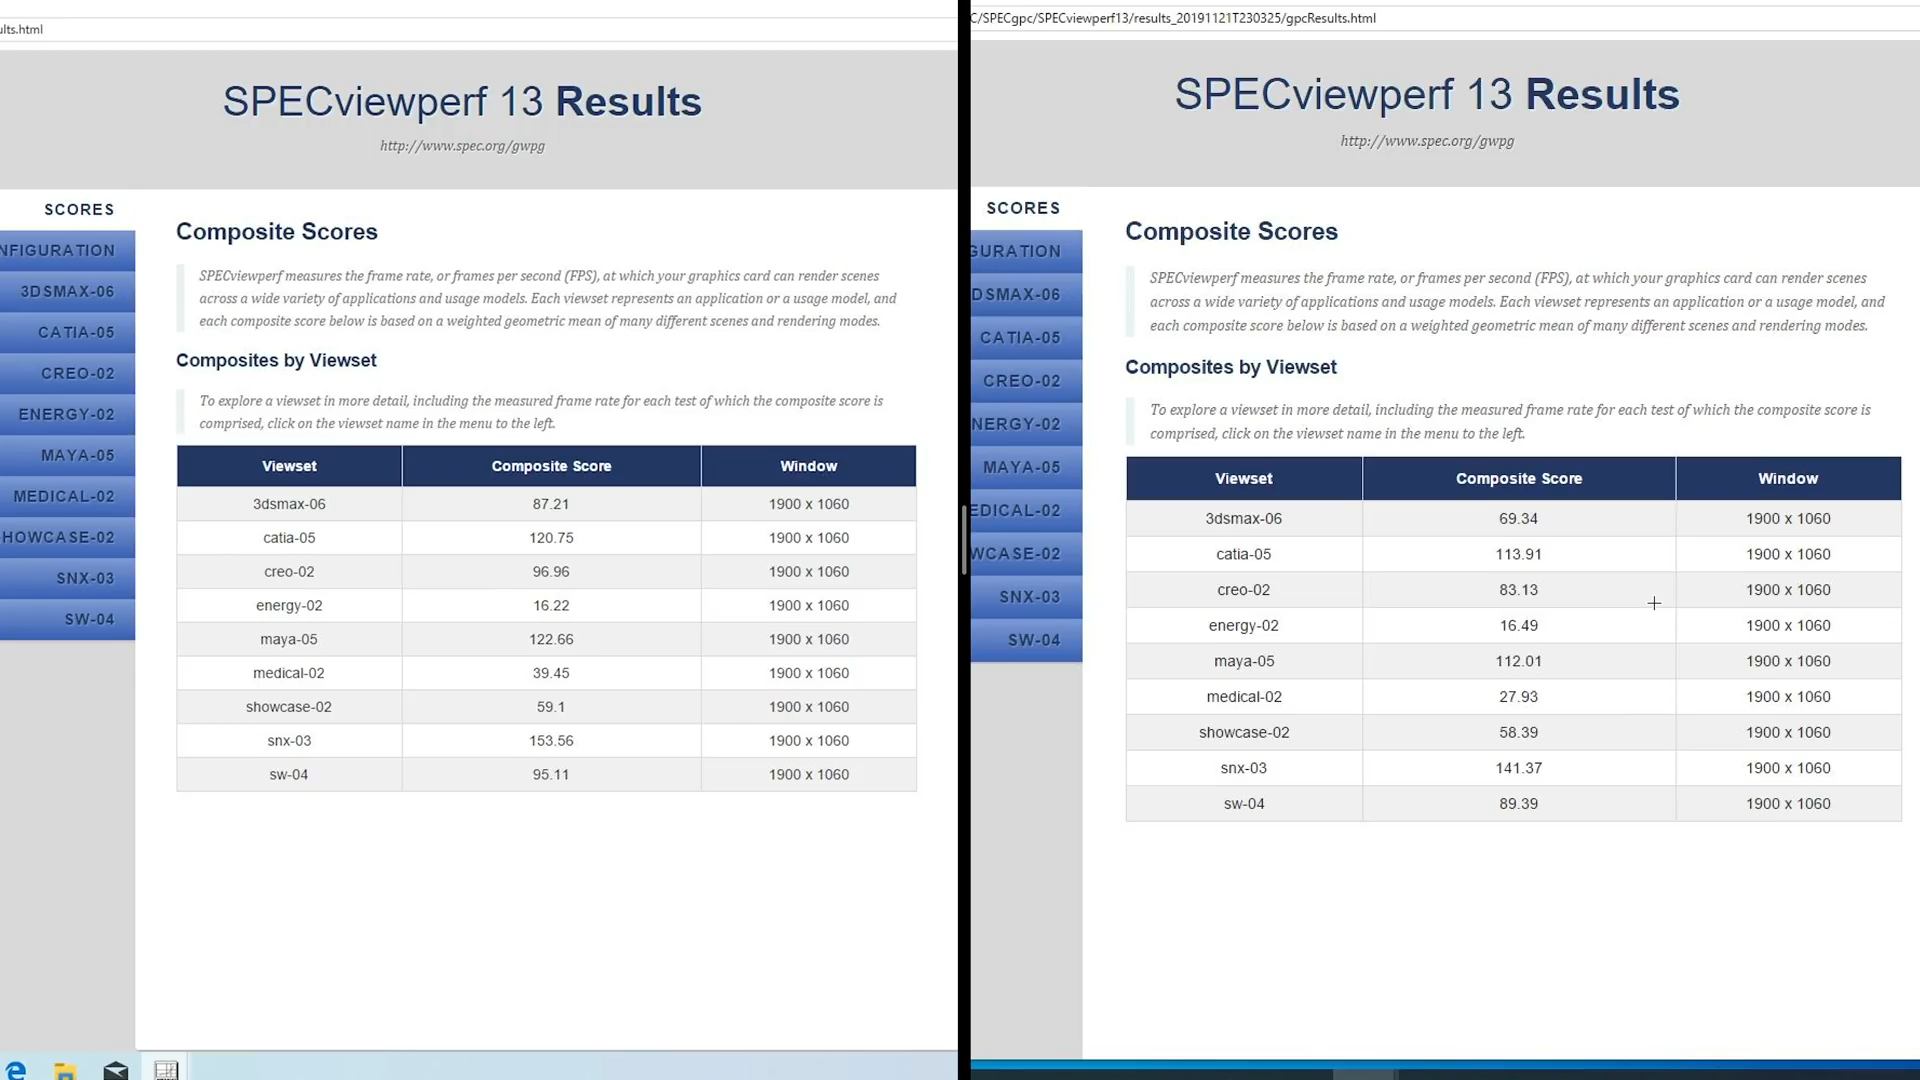 ults.html
SPECviewperf 13 Results
http://www.spec.org/gwpg
SCORES
NFIGURATION
3DSMAX-06
CATIA-05
CREO-02
ENERGY-02
MAYA-05
MEDICAL-02
HOWCASE-02
SNX-03
SW-04
Composite Scores
SPECviewperf measures the frame rate, or frames per second (FPS), at which your graphics card can render scenes
across a wide variety of applications and usage models. Each viewset represents an application or a usage model, and
each composite score below is based on a weighted geometric mean of many different scenes and rendering modes.
Composites by Viewset
To explore a viewset in more detail, including the measured frame rate for each test of which the composite score is
comprised, click on the viewset name in the menu to the left.
Viewset Composite Score Window
3dsmax-06 87.21 1900 x 1060
catia-05 120.75 1900 x 1060
creo-02 96.96 1900 x 1060
energy-02 16.22 1900 x 1060
maya-05 122.66 1900 x 1060
medical-02 39.45 1900 x 1060
showcase-02 59.1 1900 x 1060
snx-03 153.56 1900 x 1060
sw-04 95.11 1900 x 1060
C/SPECgpc/SPECviewperf13/results_20191121T230325/gpcResults.html
SPECviewperf 13 Results
http://www.spec.org/gwpg
SCORES
GURATION
DSMAX-06
CATIA-05
CREO-02
NERGY-02
MAYA-05
EDICAL-02
WCASE-02
SNX-03
SW-04
Composite Scores
SPECviewperf measures the frame rate, or frames per second (FPS), at which your graphics card can render scenes
across a wide variety of applications and usage models. Each viewset represents an application or a usage model, and
each composite score below is based on a weighted geometric mean of many different scenes and rendering modes.
Composites by Viewset
To explore a viewset in more detail, including the measured frame rate for each test of which the composite score is
comprised, click on the viewset name in the menu to the left.
Viewset Composite Score Window
3dsmax-06 69.34 1900 x 1060
catia-05 113.91 1900 x 1060
creo-02 83.13 1900 x 1060
energy-02 16.49 1900 x 1060
maya-05 112.01 1900 x 1060
medical-02 27.93 1900 x 1060
showcase-02 58.39 1900 x 1060
snx-03 141.37 1900 x 1060
sw-04 89.39 1900 x 1060